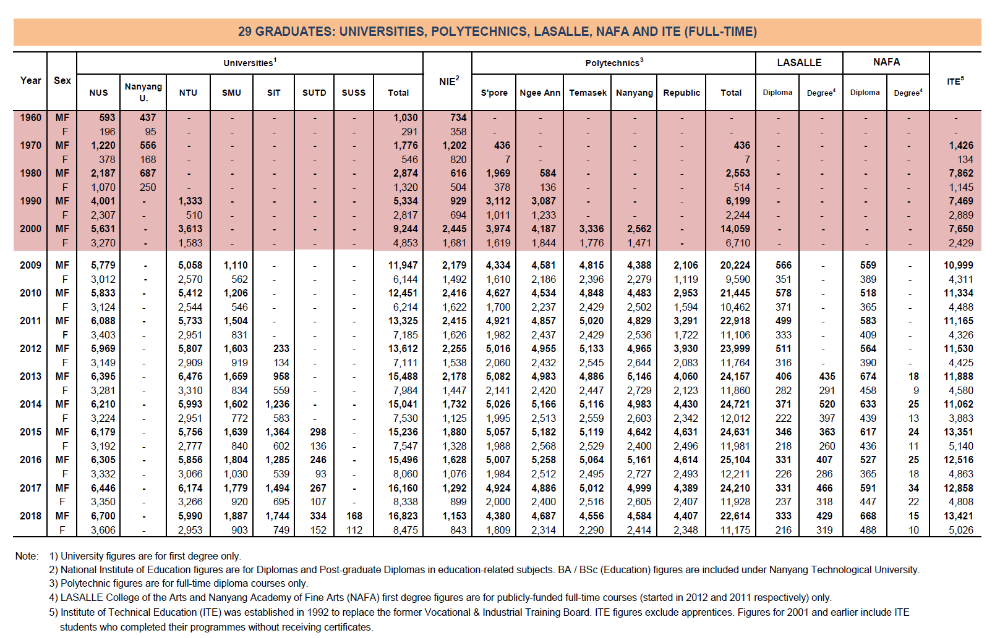 29 GRADUATES: UNIVERSITIES, POLYTECHNICS, LASALLE, NAFA AND ITE (FULL-TIME)
Year Sex Universities1 NIE2 Polytechnics3 LASALLE NAFA ITE5
NUS Nanyang U. NTU SMU SIT SUTD SUSS Total S'pore Ngee Ann Temasek Nanyang Republic Total Diploma Degree4 Diploma Degree4
1960 MF 593 437 - - - - - 1,030 734 - - - - - - - - - - -
F 196 95 - - - - - 291 358 - - - - - - - - - - -
1970 MF 1,220 556 - - - - - 1,776 1,202 436 - - - - 436 - - - - 1,426
F 378 168 - - - - - 546 820 7 - - - - 7 - - - - 134
1980 MF 2,187 687 - - - - - 2,874 616 1,969 584 - - - 2,553 - - - - 7,862
F 1,070 250 - - - - - 1,320 504 378 136 - - - 514 - - - - 1,145
1990 MF 4,001 - 1,333 - - - - 5,334 929 3,112 3,087 - - - 6,199 - - - - 7,469
F 2,307 - 510 - - - - 2,817 694 1,011 1,233 - - - 2,244 - - - - 2,889
2000 MF 5,631 - 3,613 - - - - 9,244 2,445 3,974 4,187 3,336 2,562 - 14,059 - - - - 7,650
F 3,270 - 1,583 - - - - 4,853 1,681 1,619 1,844 1,776 1,471 - 6,710 - - - - 2,429
2009 MF 5,779 - 5,058 1,110 - - - 11,947 2,179 4,334 4,581 4,815 4,388 2,106 20,224 566 - 559 - 10,999
F 3,012 - 2,570 562 - - - 6,144 1,492 1,610 2,186 2,396 2,279 1,119 9,590 351 - 389 - 4,311
2010 MF 5,833 - 5,412 1,206 - - - 12,451 2,416 4,627 4,534 4,848 4,483 2,953 21,445 578 - 518 - 11,334
F 3,124 - 2,544 546 - - - 6,214 1,622 1,700 2,237 2,429 2,502 1,594 10,462 371 - 365 - 4,488
2011 MF 6,088 - 5,733 1,504 - - - 13,325 2,415 4,921 4,857 5,020 4,829 3,291 22,918 499 - 583 - 11,165
F 3,403 - 2,951 831 - - - 7,185 1,626 1,982 2,437 2,429 2,536 1,722 11,106 333 - 409 - 4,326
2012 MF 5,969 - 5,807 1,603 233 - - 13,612 2,255 5,016 4,955 5,133 4,965 3,930 23,999 511 - 564 - 11,530
F 3,149 - 2,909 919 134 - - 7,111 1,538 2,060 2,432 2,545 2,644 2,083 11,764 316 - 390 - 4,425
2013 MF 6,395 - 6,476 1,659 958 - - 15,488 2,178 5,082 4,983 4,886 5,146 4,060 24,157 406 435 674 18 11,888
F 3,281 - 3,310 834 559 - - 7,984 1,447 2,141 2,420 2,447 2,729 2,123 11,860 282 291 458 9 4,580
2014 MF 6,210 - 5,993 1,602 1,236 - - 15,041 1,732 5,026 5,166 5,116 4,983 4,430 24,721 371 520 633 25 11,062
F 3,224 - 2,951 772 583 - - 7,530 1,125 1,995 2,513 2,559 2,603 2,342 12,012 222 397 439 13 3,883
2015 MF 6,179 - 5,756 1,639 1,364 298 - 15,236 1,880 5,057 5,182 5,119 4,642 4,631 24,631 346 363 617 24 13,351
F 3,192 - 2,777 840 602 136 - 7,547 1,328 1,988 2,568 2,529 2,400 2,496 11,981 218 260 436 11 5,140
2016 MF 6,305 - 5,856 1,804 1,285 246 - 15,496 1,628 5,007 5,258 5,064 5,161 4,614 25,104 331 407 527 25 12,516
F 3,332 - 3,066 1,030 539 93 - 8,060 1,076 1,984 2,512 2,495 2,727 2,493 12,211 226 286 365 18 4,863
2017 MF 6,446 - 6,174 1,779 1,494 267 - 16,160 1,292 4,924 4,886 5,012 4,999 4,389 24,210 331 466 591 34 12,858
F 3,350 - 3,266 920 695 107 - 8,338 899 2,000 2,400 2,516 2,605 2,407 11,928 237 318 447 22 4,808
2018 MF 6,700 - 5,990 1,887 1,744 334 168 16,823 1,153 4,380 4,687 4,556 4,584 4,407 22,614 333 429 668 15 13,421
F 3,606 - 2,953 903 749 152 112 8,475 843 1,809 2,314 2,290 2,414 2,348 11,175 216 319 488 10 5,026
Note: 1) University figures are for first degree only.
2) National Institute of Education figures are for Diplomas and Post-graduate Diplomas in education-related subjects. BA / BSc (Education) figures are included under Nanyang Technological University.
3) Polytechnic figures are for full-time diploma courses only.
4) LASALLE College of the Arts and Nanyang Academy of Fine Arts (NAFA) first degree figures are for publicly-funded full-time courses (started in 2012 and 2011 respectively) only.
5) Institute of Technical Education (ITE) was established in 1992 to replace the former Vocational & Industrial Training Board. ITE figures exclude apprentices. Figures for 2001 and earlier include ITE
students who completed their programmes without receiving certificates.